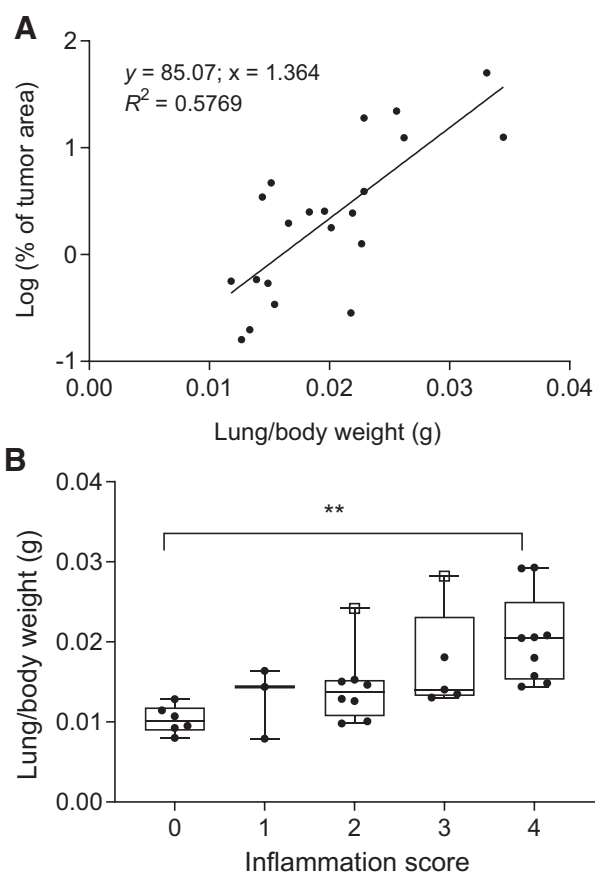 A
y = 85.07; x = 1.364
R² = 0.5769
Log (% of tumor area)
2
1
0
-1
0.00 0.01 0.02 0.03 0.04
Lung/body weight (g)
B
**
Lung/body weight (g)
0.04
0.03
0.02
0.01
0.00
0 1 2 3 4
Inflammation score